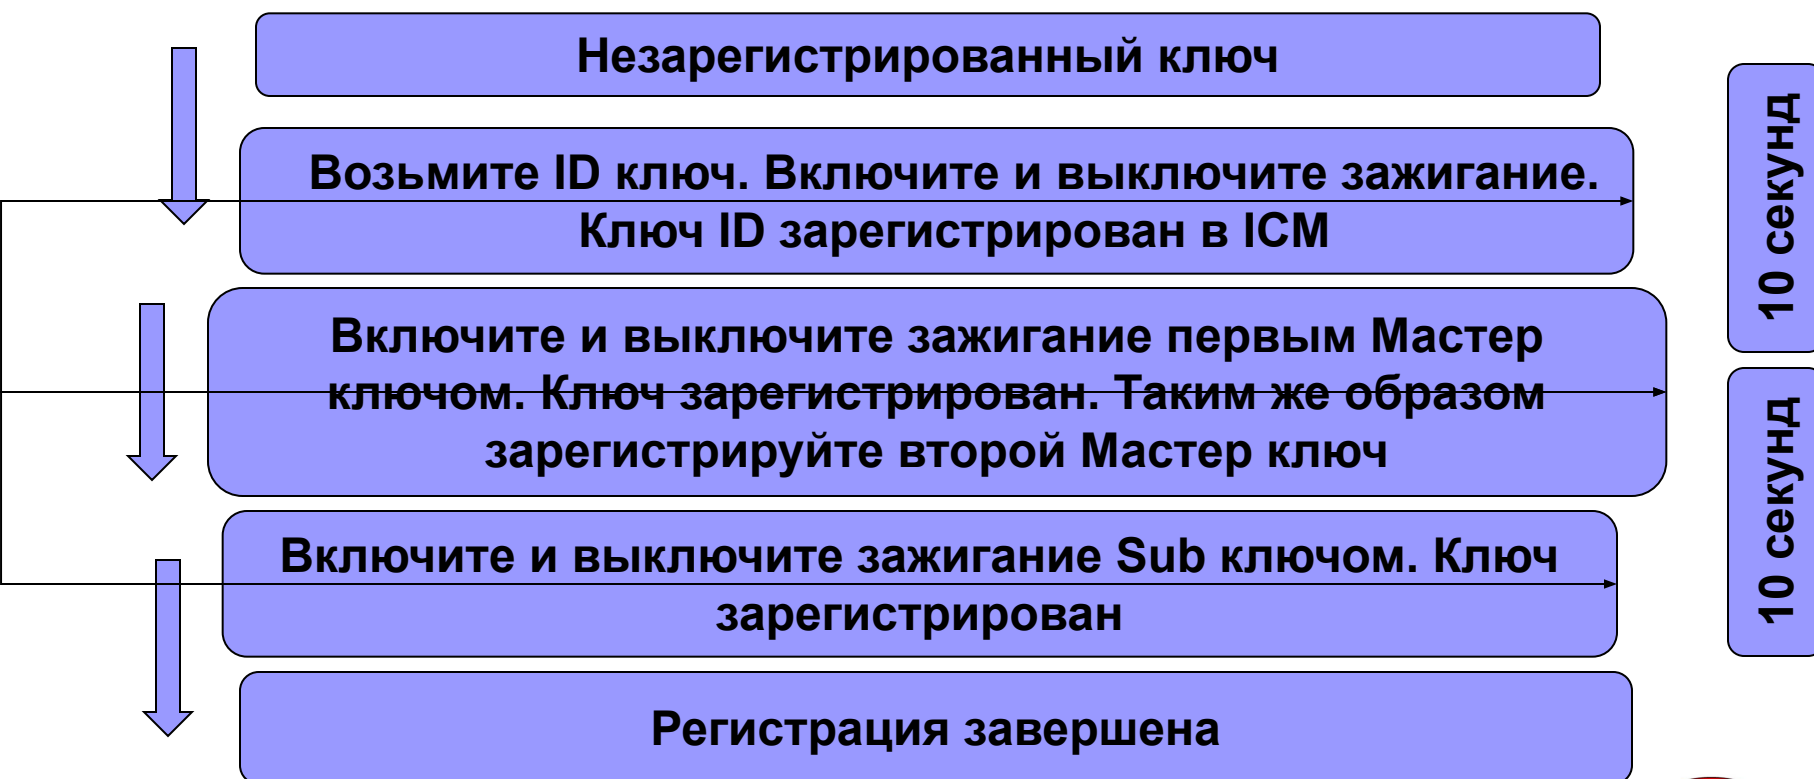 Незарегистрированный ключ
Возьмите ID ключ. Включите и выключите зажигание.
Ключ ID зарегистрирован в ICM
Включите и выключите зажигание первым Мастер
ключом. Ключ зарегистрирован. Таким же образом
зарегистрируйте второй Мастер ключ
Включите и выключите зажигание Sub ключом. Ключ
зарегистрирован
Регистрация завершена
10 секунд
10 секунд